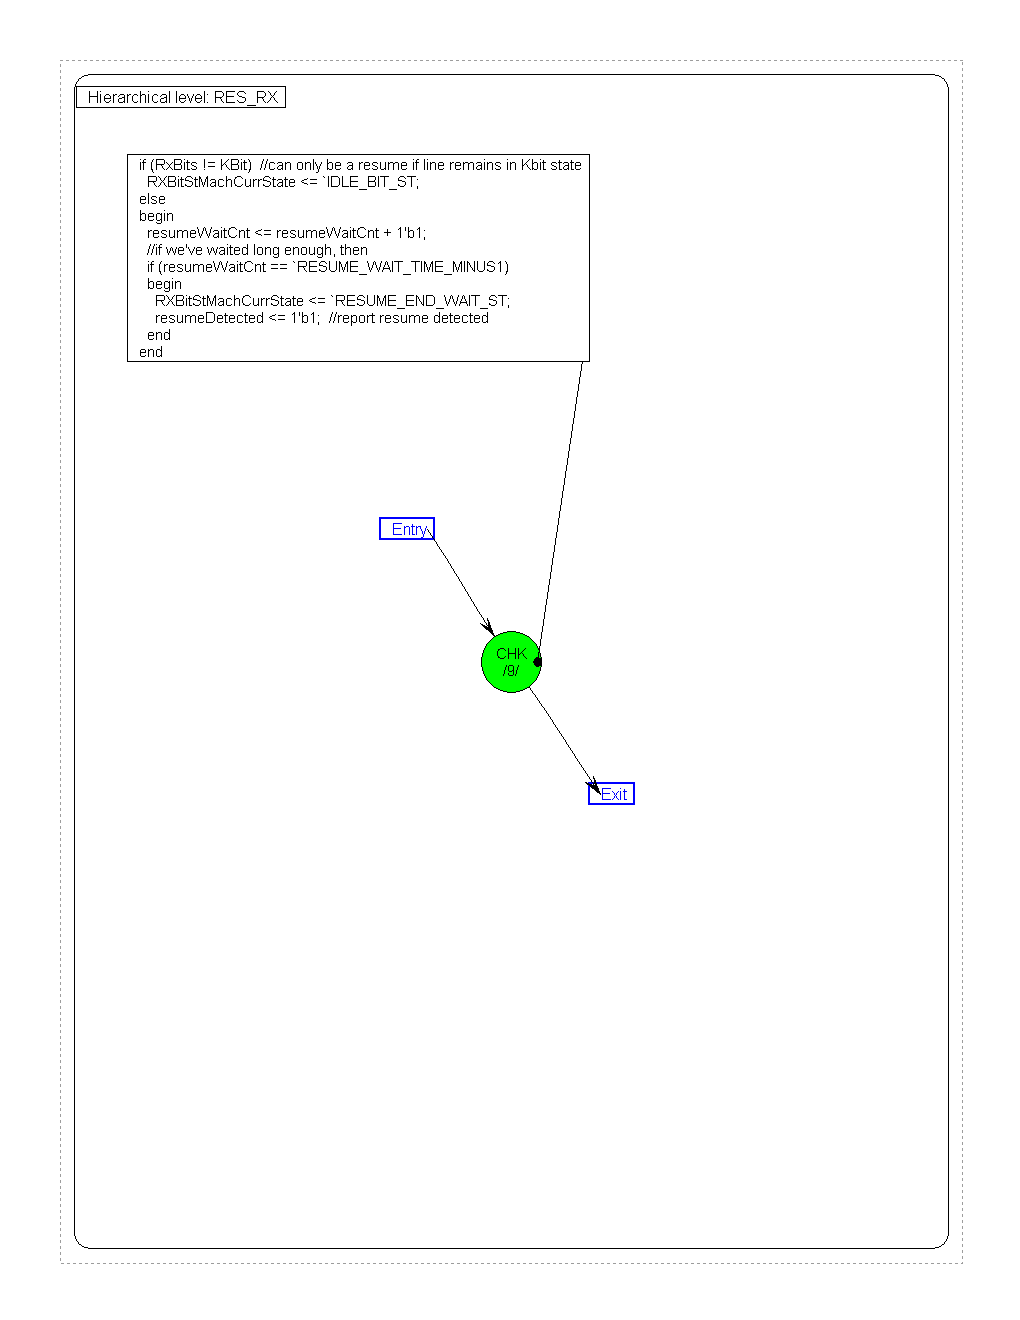 Hierarchical level: RES_RX
if (RxBits != KBit)  //can only be a resume if line remains in Kbit state
  RXBitStMachCurrState <= `IDLE_BIT_ST;
else
begin
  resumeWaitCnt <= resumeWaitCnt + 1'b1;
  //if we've waited long enough, then
  if (resumeWaitCnt == `RESUME_WAIT_TIME_MINUS1)
  begin
    RXBitStMachCurrState <= `RESUME_END_WAIT_ST;
    resumeDetected <= 1'b1;  //report resume detected
  end
end
Entry
CHK
/9/
Exit